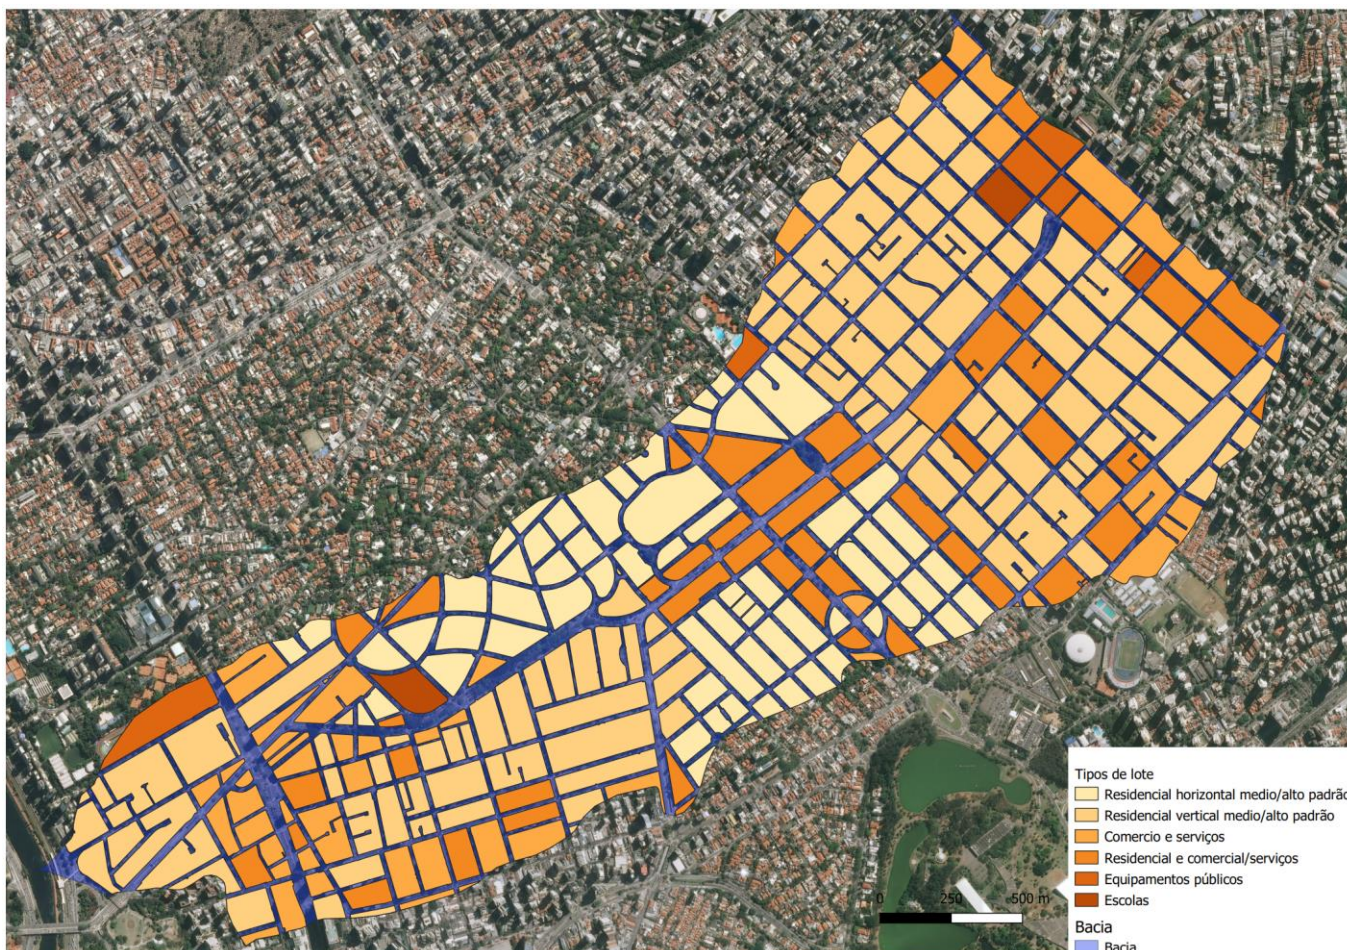 Tipos de lote
Residencial horizontal medio/alto padrão
Residencial vertical medio/alto padrão
Comercio e serviços
Residencial e comercial/serviços
Equipamentos públicos
Escolas
Bacia
Bacia
0 250 500 m